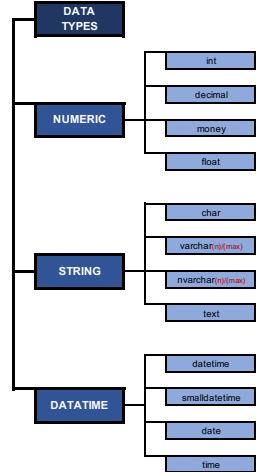 DATA
TYPES
NUMERIC
int
decimal
money
float
STRING
char
varchar(n)/(max)
nvarchar(n)/(max)
text
DATATIME
datetime
smalldatetime
date
time